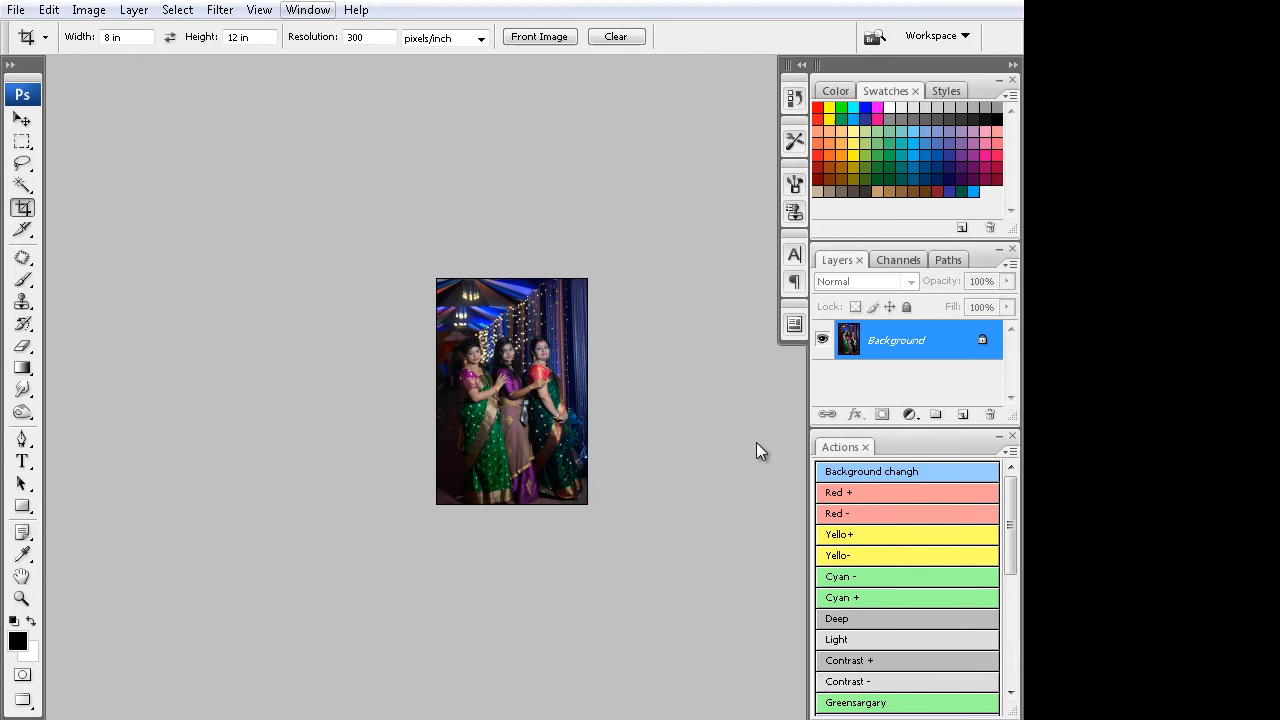 File Edit Image Layer Select Filter View Window Help
Width: 8 in Height: 12 in Resolution: 300 pixels/inch Front Image Clear Br Workspace
Ps
Color Swatches Styles
Layers Channels Paths
Normal Opacity: 100%
Lock: Fill: 100%
Background
Actions
Background changh
Red +
Red -
Yello+
Yello-
Cyan -
Cyan +
Deep
Light
Contrast +
Contrast -
Greensargary